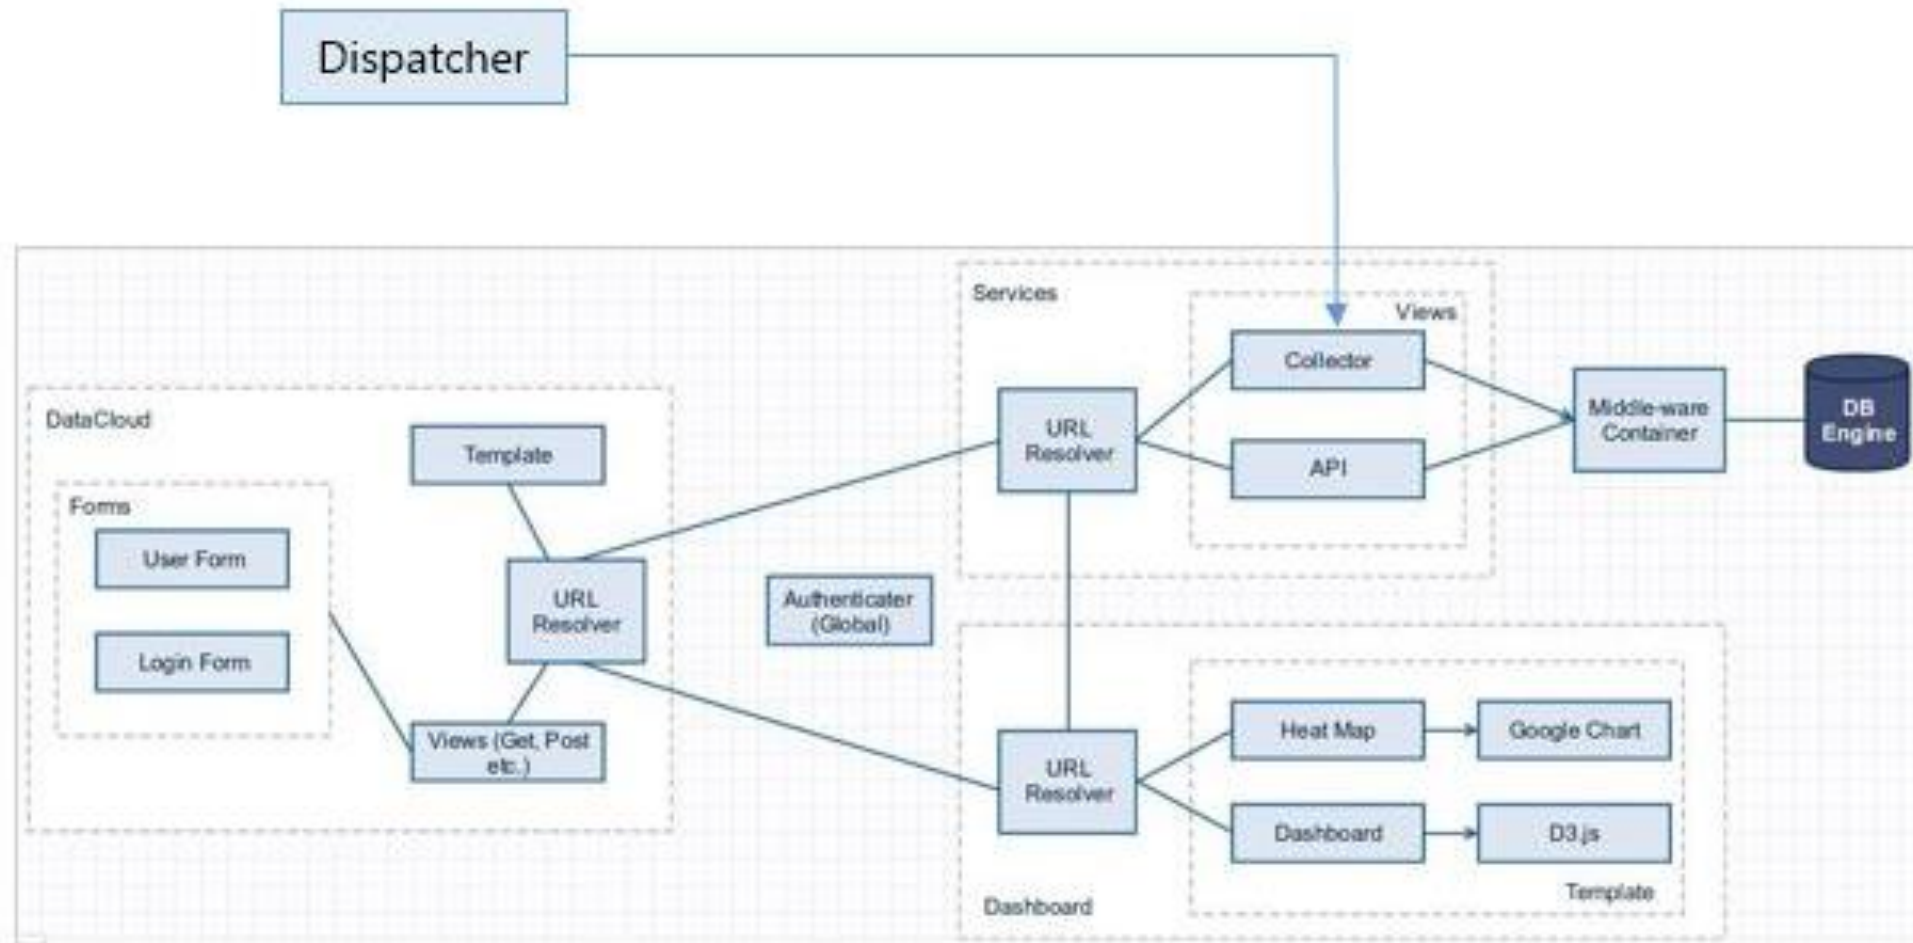 Dispatcher
Services
Views
Collector
URL
Resolver
API
Middle-ware
Container
DB
Engine
DataCloud
Template
Forms
User Form
Login Form
URL
Resolver
Views (Get, Post
etc.)
Authenticater
(Global)
URL
Resolver
Heat Map
Google Chart
Dashboard
D3.js
Template
Dashboard